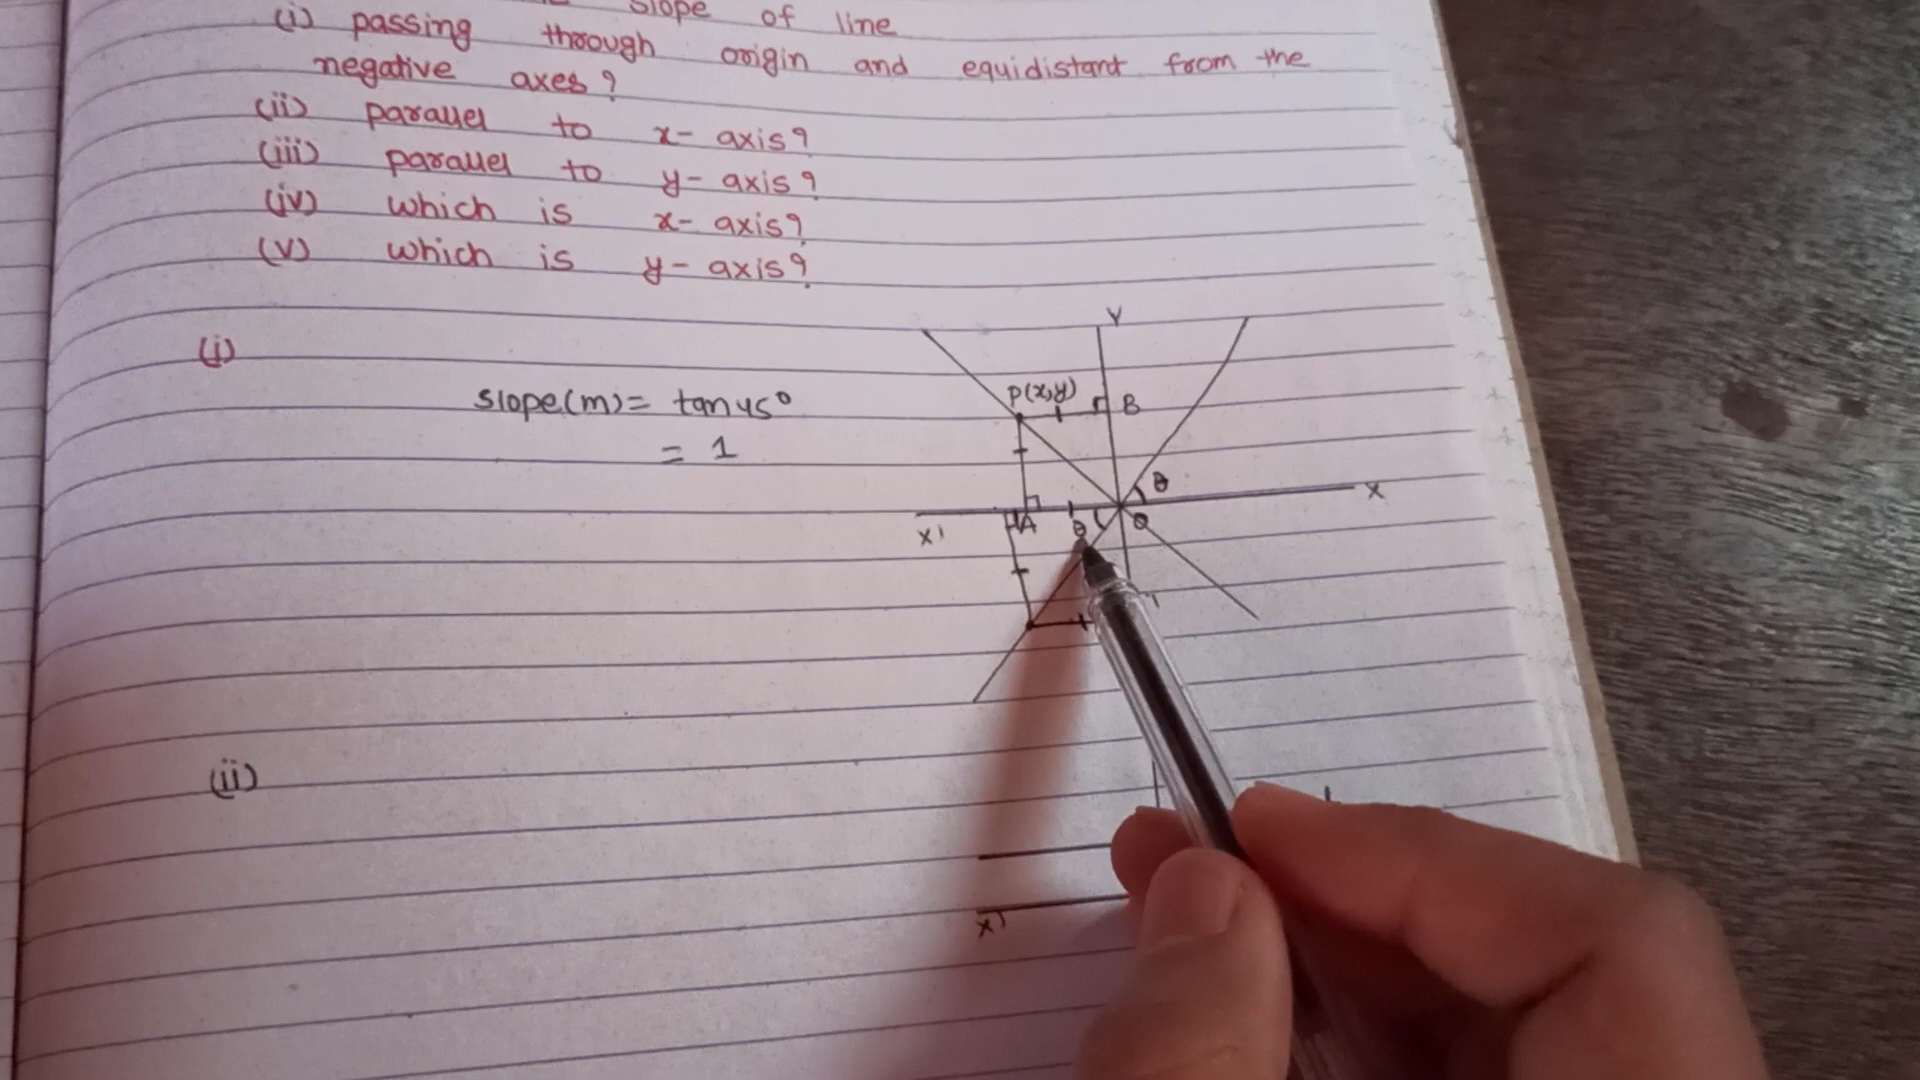 slope of line
(i) passing through origin and equidistant from the
negative axes?
(ii) parallel to x-axis?
(iii) parallel to y-axis?
(iv) which is x-axis?
(v) which is y-axis?
(i)
slope(m) = tan45°
= 1
Y
P(x,y)
B
θ
X
X'
A
θ
O
(ii)
X'